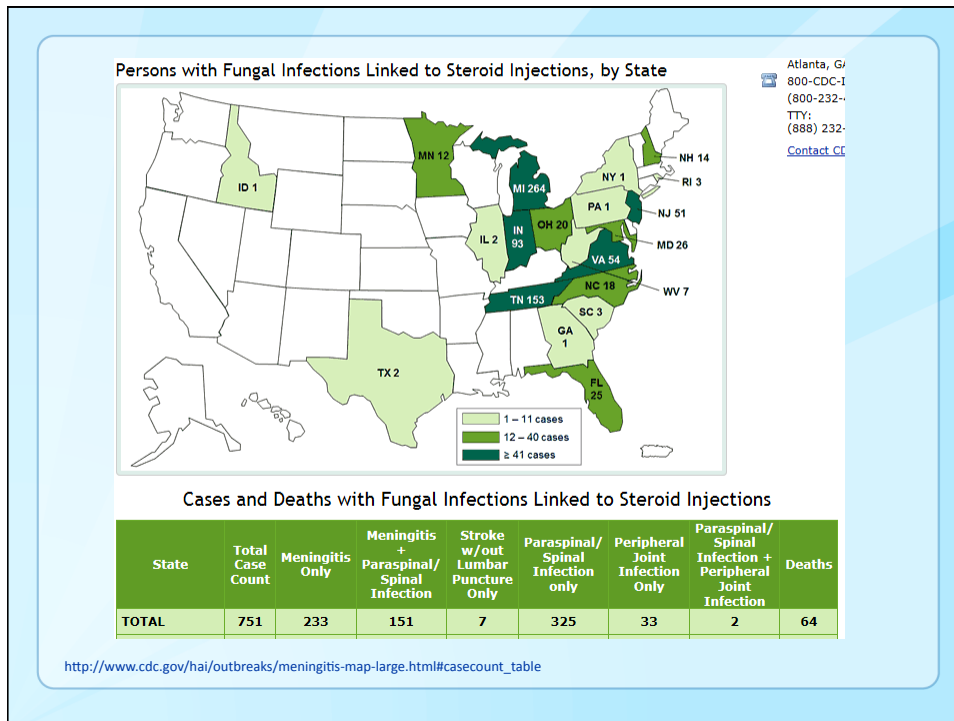 Persons with Fungal Infections Linked to Steroid Injections, by State
Atlanta, GA
800-CDC-I
(800-232-
TTY:
(888) 232-
Contact CD
MN 12
NH 14
NY 1
RI 3
ID 1
MI 264
PA 1
NJ 51
OH 20
IN
93
IL 2
MD 26
VA 54
NC 18
WV 7
TN 153
SC 3
GA
1
TX 2
FL
25
1 – 11 cases
12 – 40 cases
≥ 41 cases
Cases and Deaths with Fungal Infections Linked to Steroid Injections
State
Total
Case
Count
Meningitis
Only
Meningitis
+
Paraspinal/
Spinal
Infection
Stroke
w/out
Lumbar
Puncture
Only
Paraspinal/
Spinal
Infection
only
Peripheral
Joint
Infection
Only
Paraspinal/
Spinal
Infection +
Peripheral
Joint
Infection
Deaths
TOTAL 751 233 151 7 325 33 2 64
http://www.cdc.gov/hai/outbreaks/meningitis-map-large.html#casecount_table